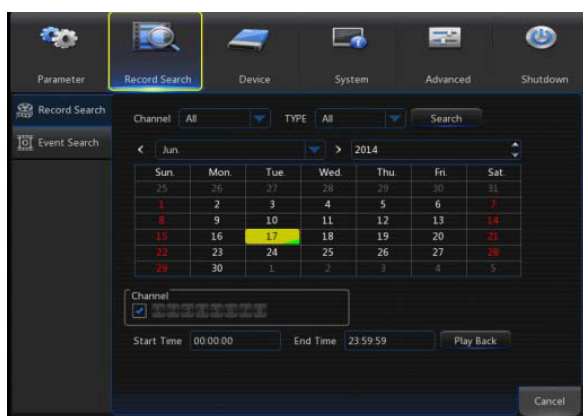 Parameter Record Search Device System Advanced Shutdown
Record Search
Event Search
Channel All TYPE All Search
< Jun. > 2014
Sun. Mon. Tue. Wed. Thu. Fri. Sat.
25 26 27 28 29 30 31
1 2 3 4 5 6 7
8 9 10 11 12 13 14
15 16 17 18 19 20 21
22 23 24 25 26 27 28
29 30 1 2 3 4 5
Channel
Start Time 00:00:00 End Time 23:59:59 Play Back
Cancel